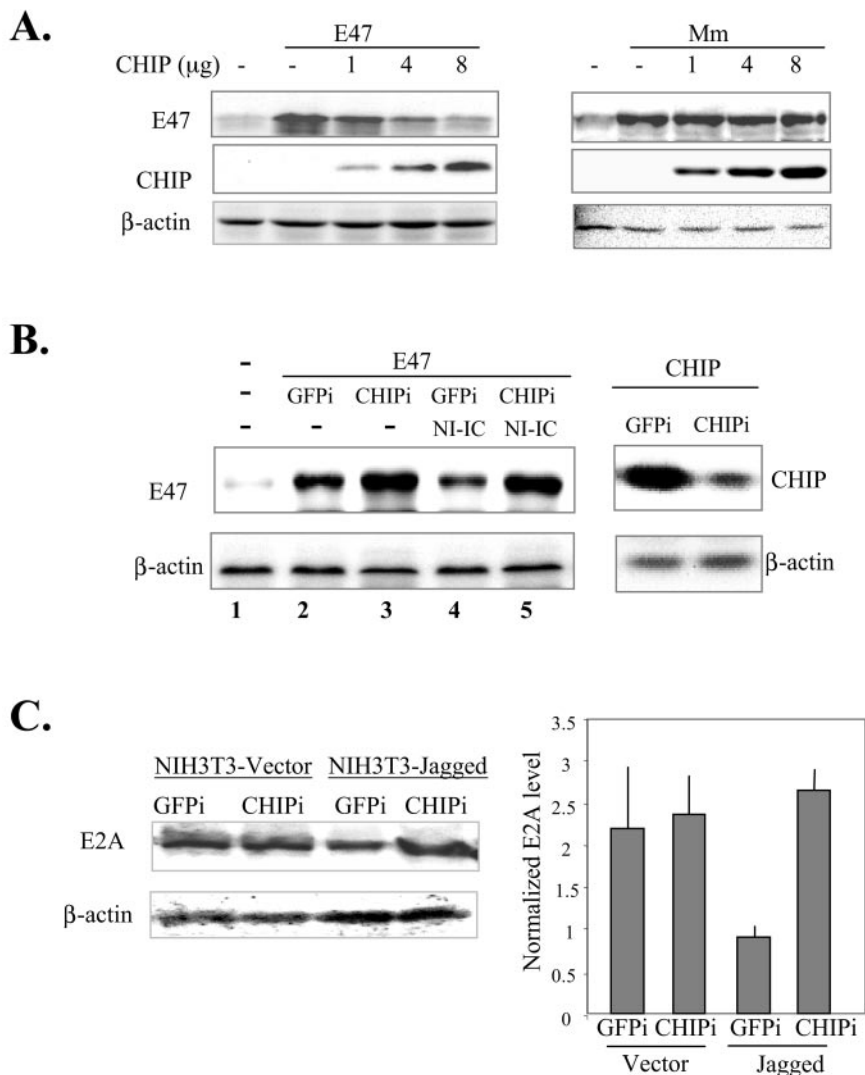 A.
E47
CHIP (μg) - - 1 4 8
E47
CHIP
β-actin
Mm
- - 1 4 8
B.
E47
- GFPi CHIPi GFPi CHIPi
-
- - - NI-IC NI-IC
E47
β-actin
1 2 3 4 5
CHIP
GFPi CHIPi
CHIP
β-actin
C.
NIH3T3-Vector NIH3T3-Jagged
GFPi CHIPi GFPi CHIPi
E2A
β-actin
Normalized E2A level
3.5
3
2.5
2
1.5
1
0.5
0
GFPi CHIPi GFPi CHIPi
Vector Jagged